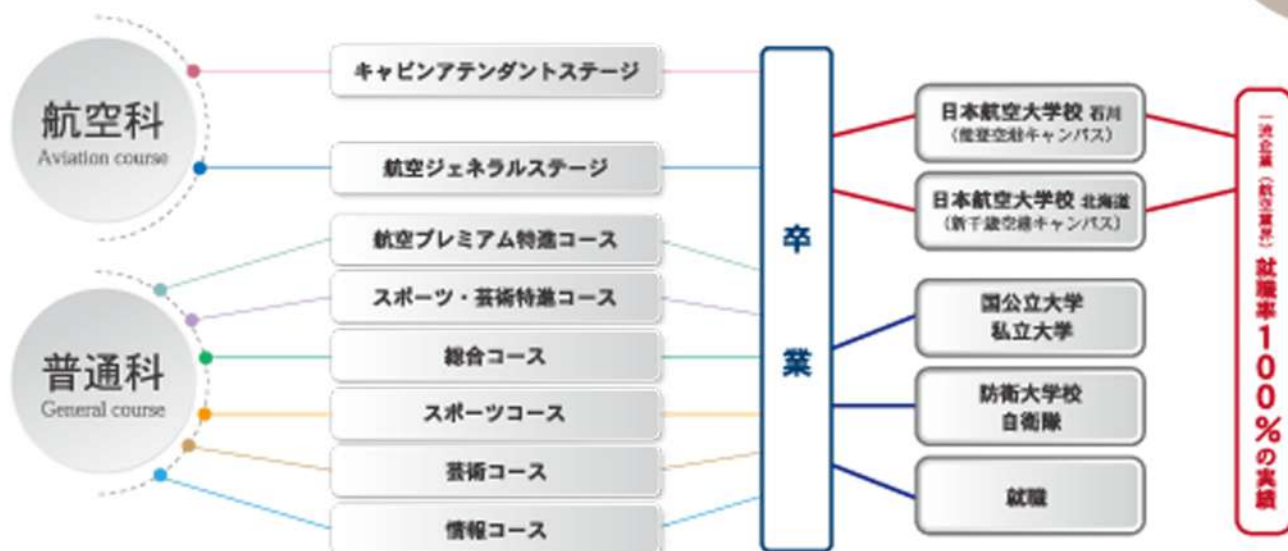 航空科
Aviation course
普通科
General course
キャビンアテンダントステージ
航空ジェネラルステージ
航空プレミアム特進コース
スポーツ・芸術特進コース
総合コース
スポーツコース
芸術コース
情報コース
卒業
日本航空大学校 石川
（能登空港キャンパス）
日本航空大学校 北海道
（新千歳空港キャンパス）
国公立大学
私立大学
防衛大学校
自衛隊
就職
一流企業（航空業界）就職率100%の実績